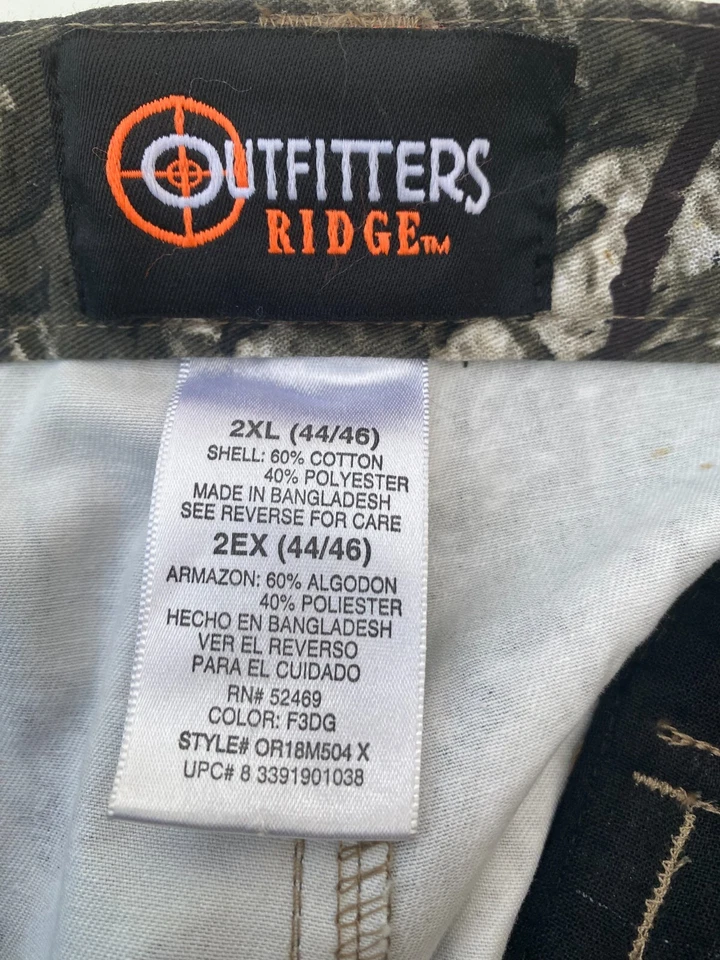 OUTFITTERS
RIDGE™
2XL (44/46)
SHELL: 60% COTTON
40% POLYESTER
MADE IN BANGLADESH
SEE REVERSE FOR CARE
2EX (44/46)
ARMAZON: 60% ALGODON
40% POLIESTER
HECHO EN BANGLADESH
VER EL REVERSO
PARA EL CUIDADO
RN# 52469
COLOR: F3DG
STYLE# OR18M504 X
UPC# 8 3391901038